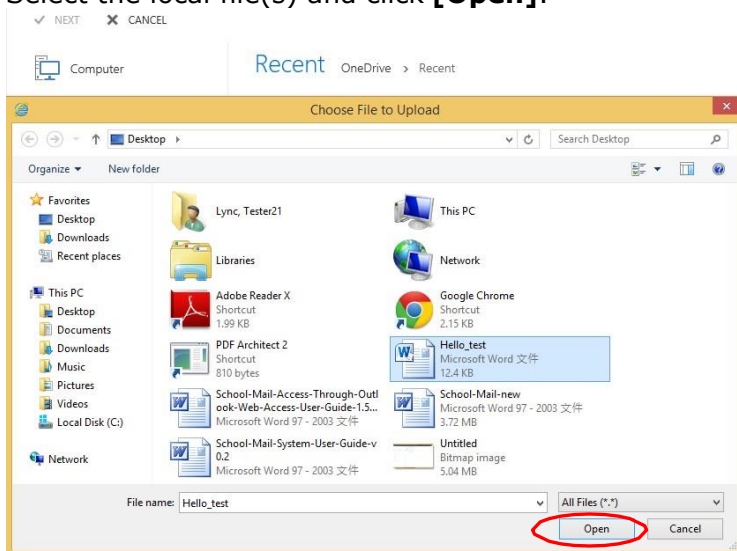 Select the local file(s) and click [Open].
NEXT CANCEL
Computer
Recent OneDrive > Recent
Choose File to Upload
Desktop
Search Desktop
Organize New folder
Favorites
Desktop
Downloads
Recent places
This PC
Desktop
Documents
Downloads
Music
Pictures
Videos
Local Disk (C:)
Network
Lync, Tester21
This PC
Libraries
Network
Adobe Reader X
Shortcut
1.99 KB
Google Chrome
Shortcut
2.15 KB
PDF Architect 2
Shortcut
810 bytes
Hello_test
Microsoft Word 文件
12.4 KB
School-Mail-Access-Through-Outl
ook-Web-Access-User-Guide-1.5...
Microsoft Word 97 - 2003 文件
School-Mail-new
Microsoft Word 97 - 2003 文件
3.72 MB
School-Mail-System-User-Guide-v
0.2
Microsoft Word 97 - 2003 文件
Untitled
Bitmap image
5.04 MB
File name: Hello_test
All Files (*.*)
Open Cancel